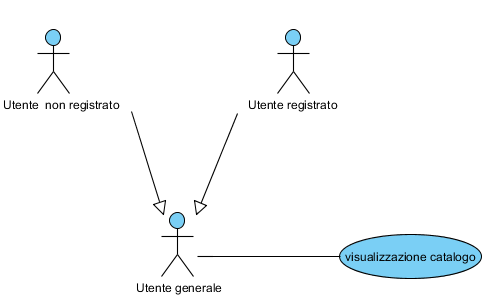 Utente non registrato
Utente registrato
visualizzazione catalogo
Utente generale